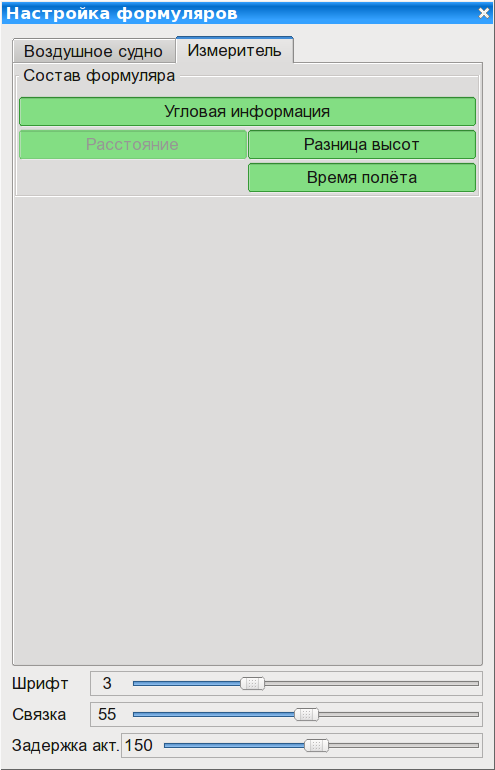 Настройка формуляров
Воздушное судно Измеритель
Состав формуляра
Угловая информация
Расстояние Разница высот
Время полёта
Шрифт 3
Связка 55
Задержка акт. 150